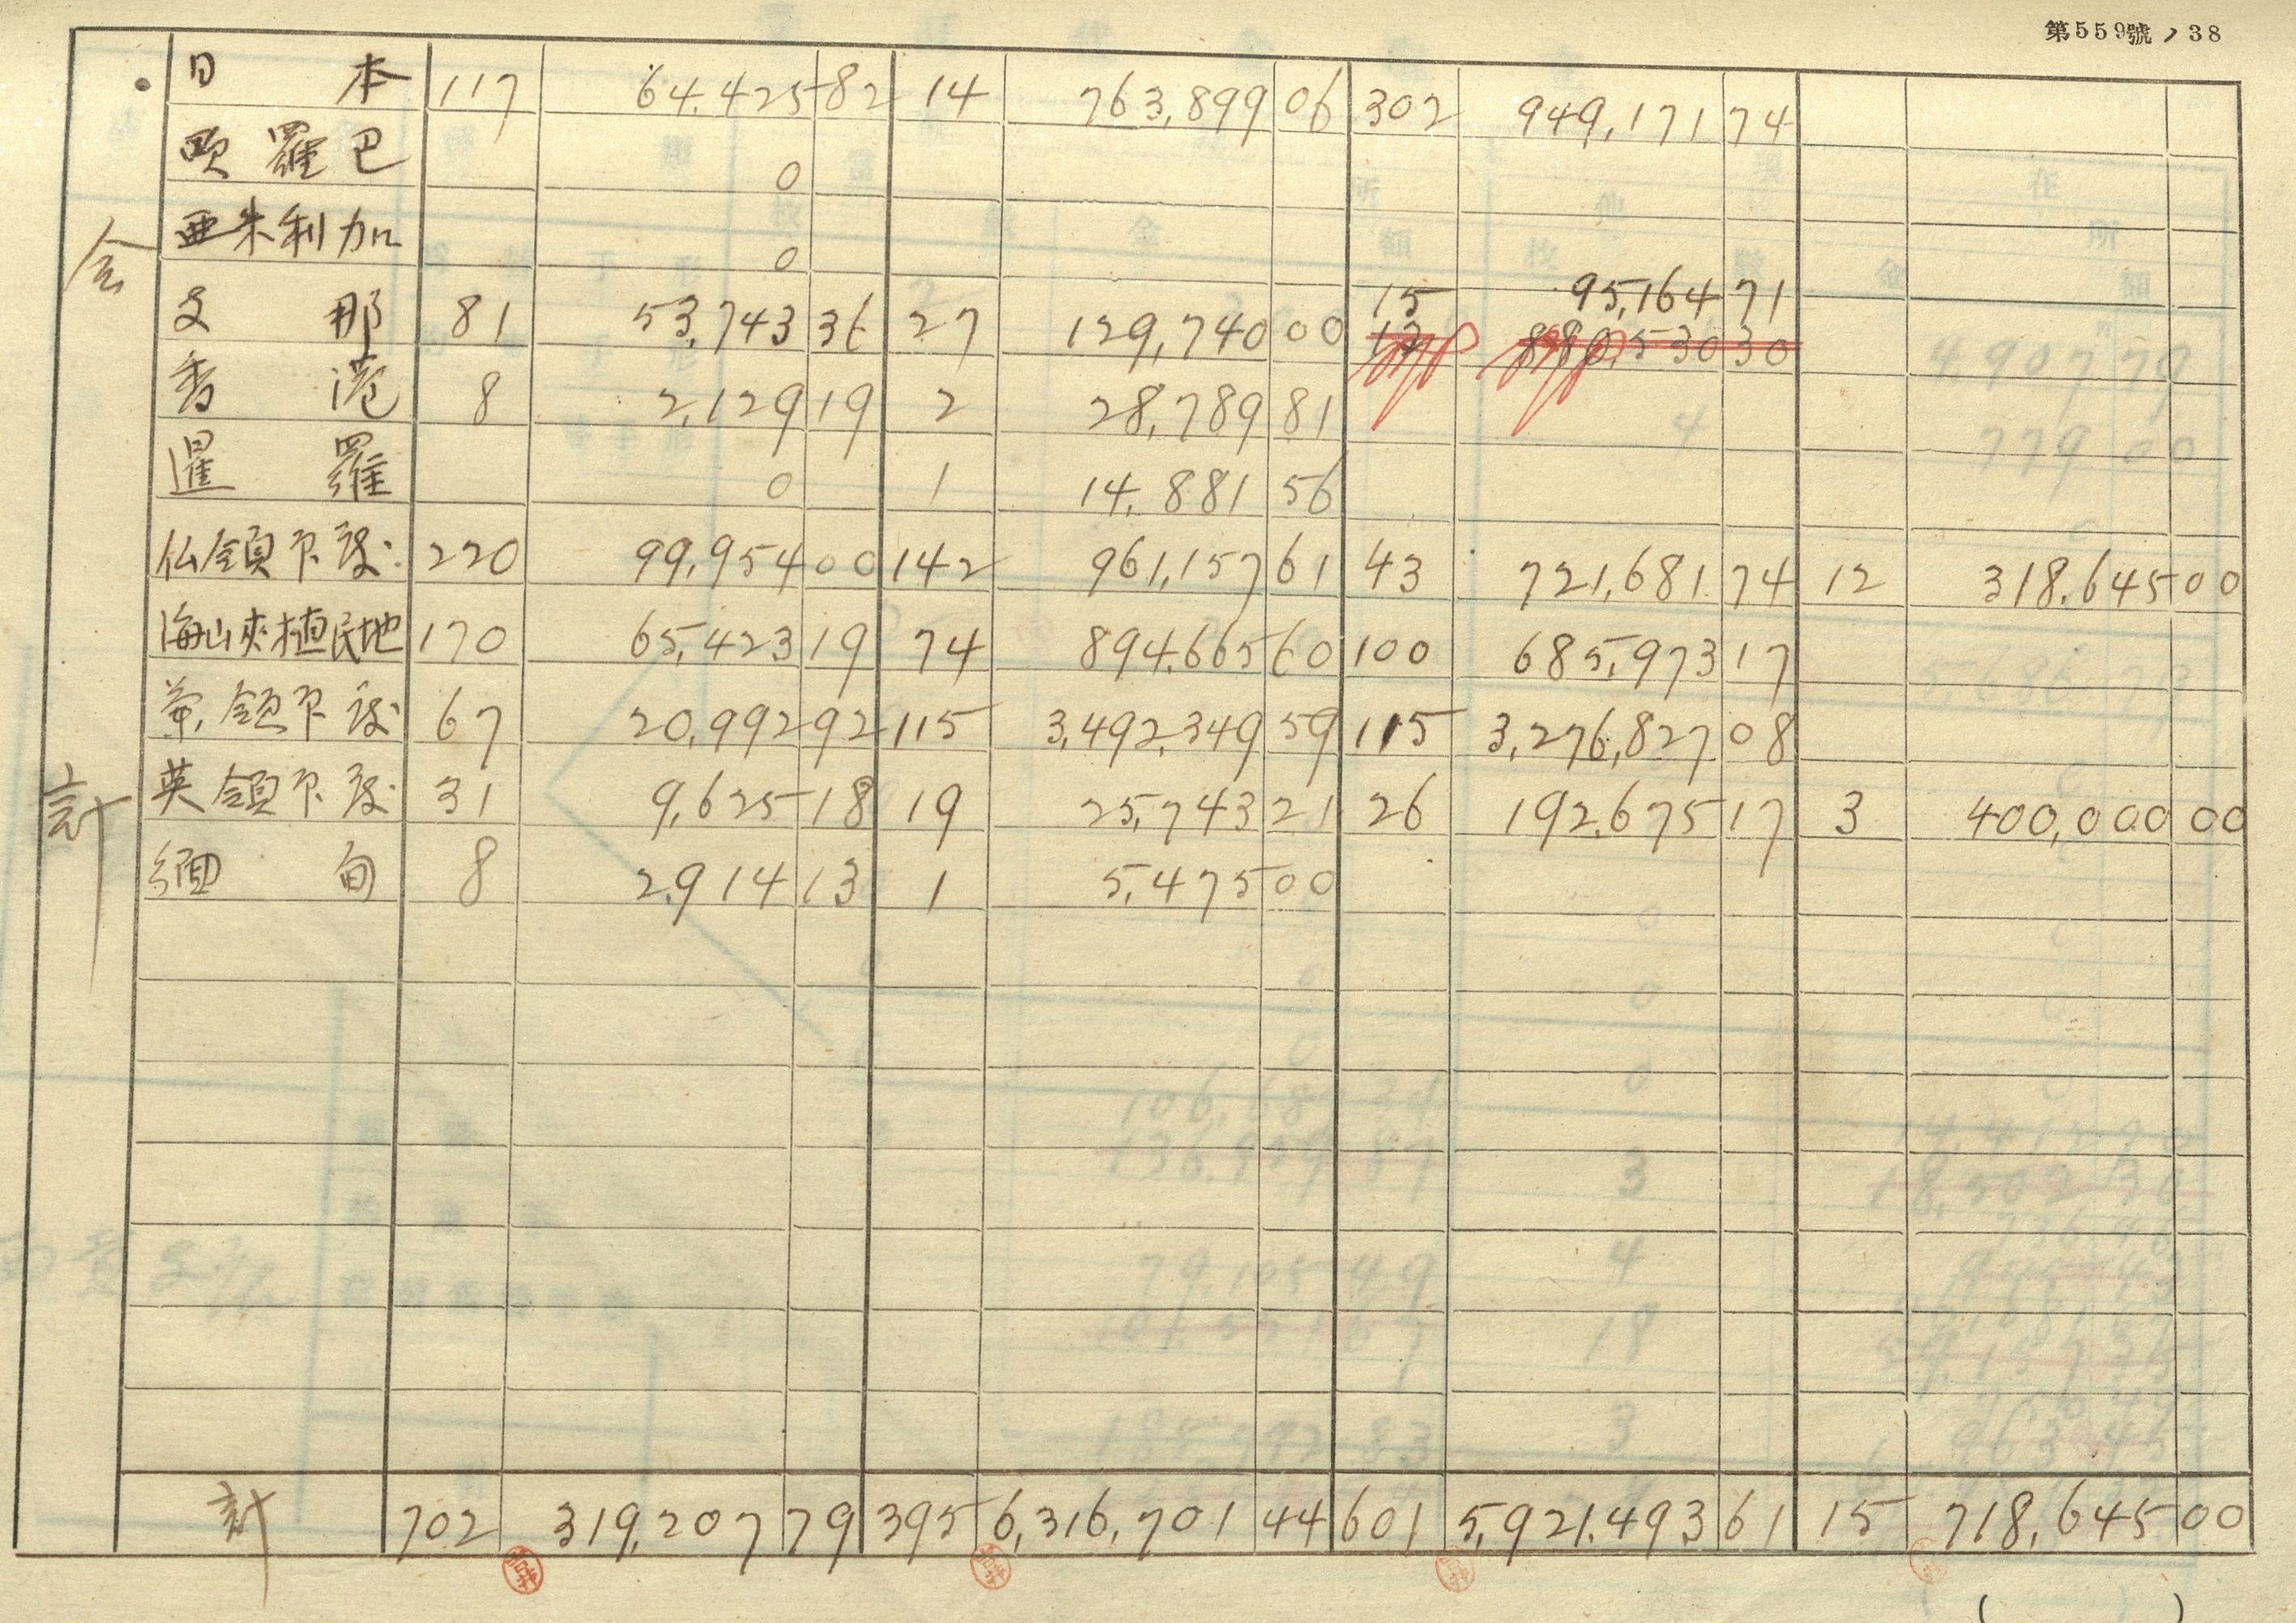 第559號ノ38
日本 117 64,425 82 14 763,899 06 302 949,171 74
歐羅巴 0
亜米利加 0
15 95,164 71
支那 81 53,743 36 27 129,740 00
香港 8 2,129 19 2 28,789 81
暹羅 0 1 14,881 56
仏領印度 220 99,954 00 142 961,157 61 43 721,681 74 12 318,645 00
海山夾植民地 170 65,423 19 74 894,665 60 100 685,973 17
蘭領印度 67 20,992 92 115 3,492,349 59 115 3,276,827 08
英領印度 31 9,625 18 19 25,743 21 26 192,675 17 3 400,000 00
緬甸 8 2,914 13 1 5,475 00
合計
計 702 319,207 79 395 6,316,701 44 601 5,921,493 61 15 718,645 00
( )